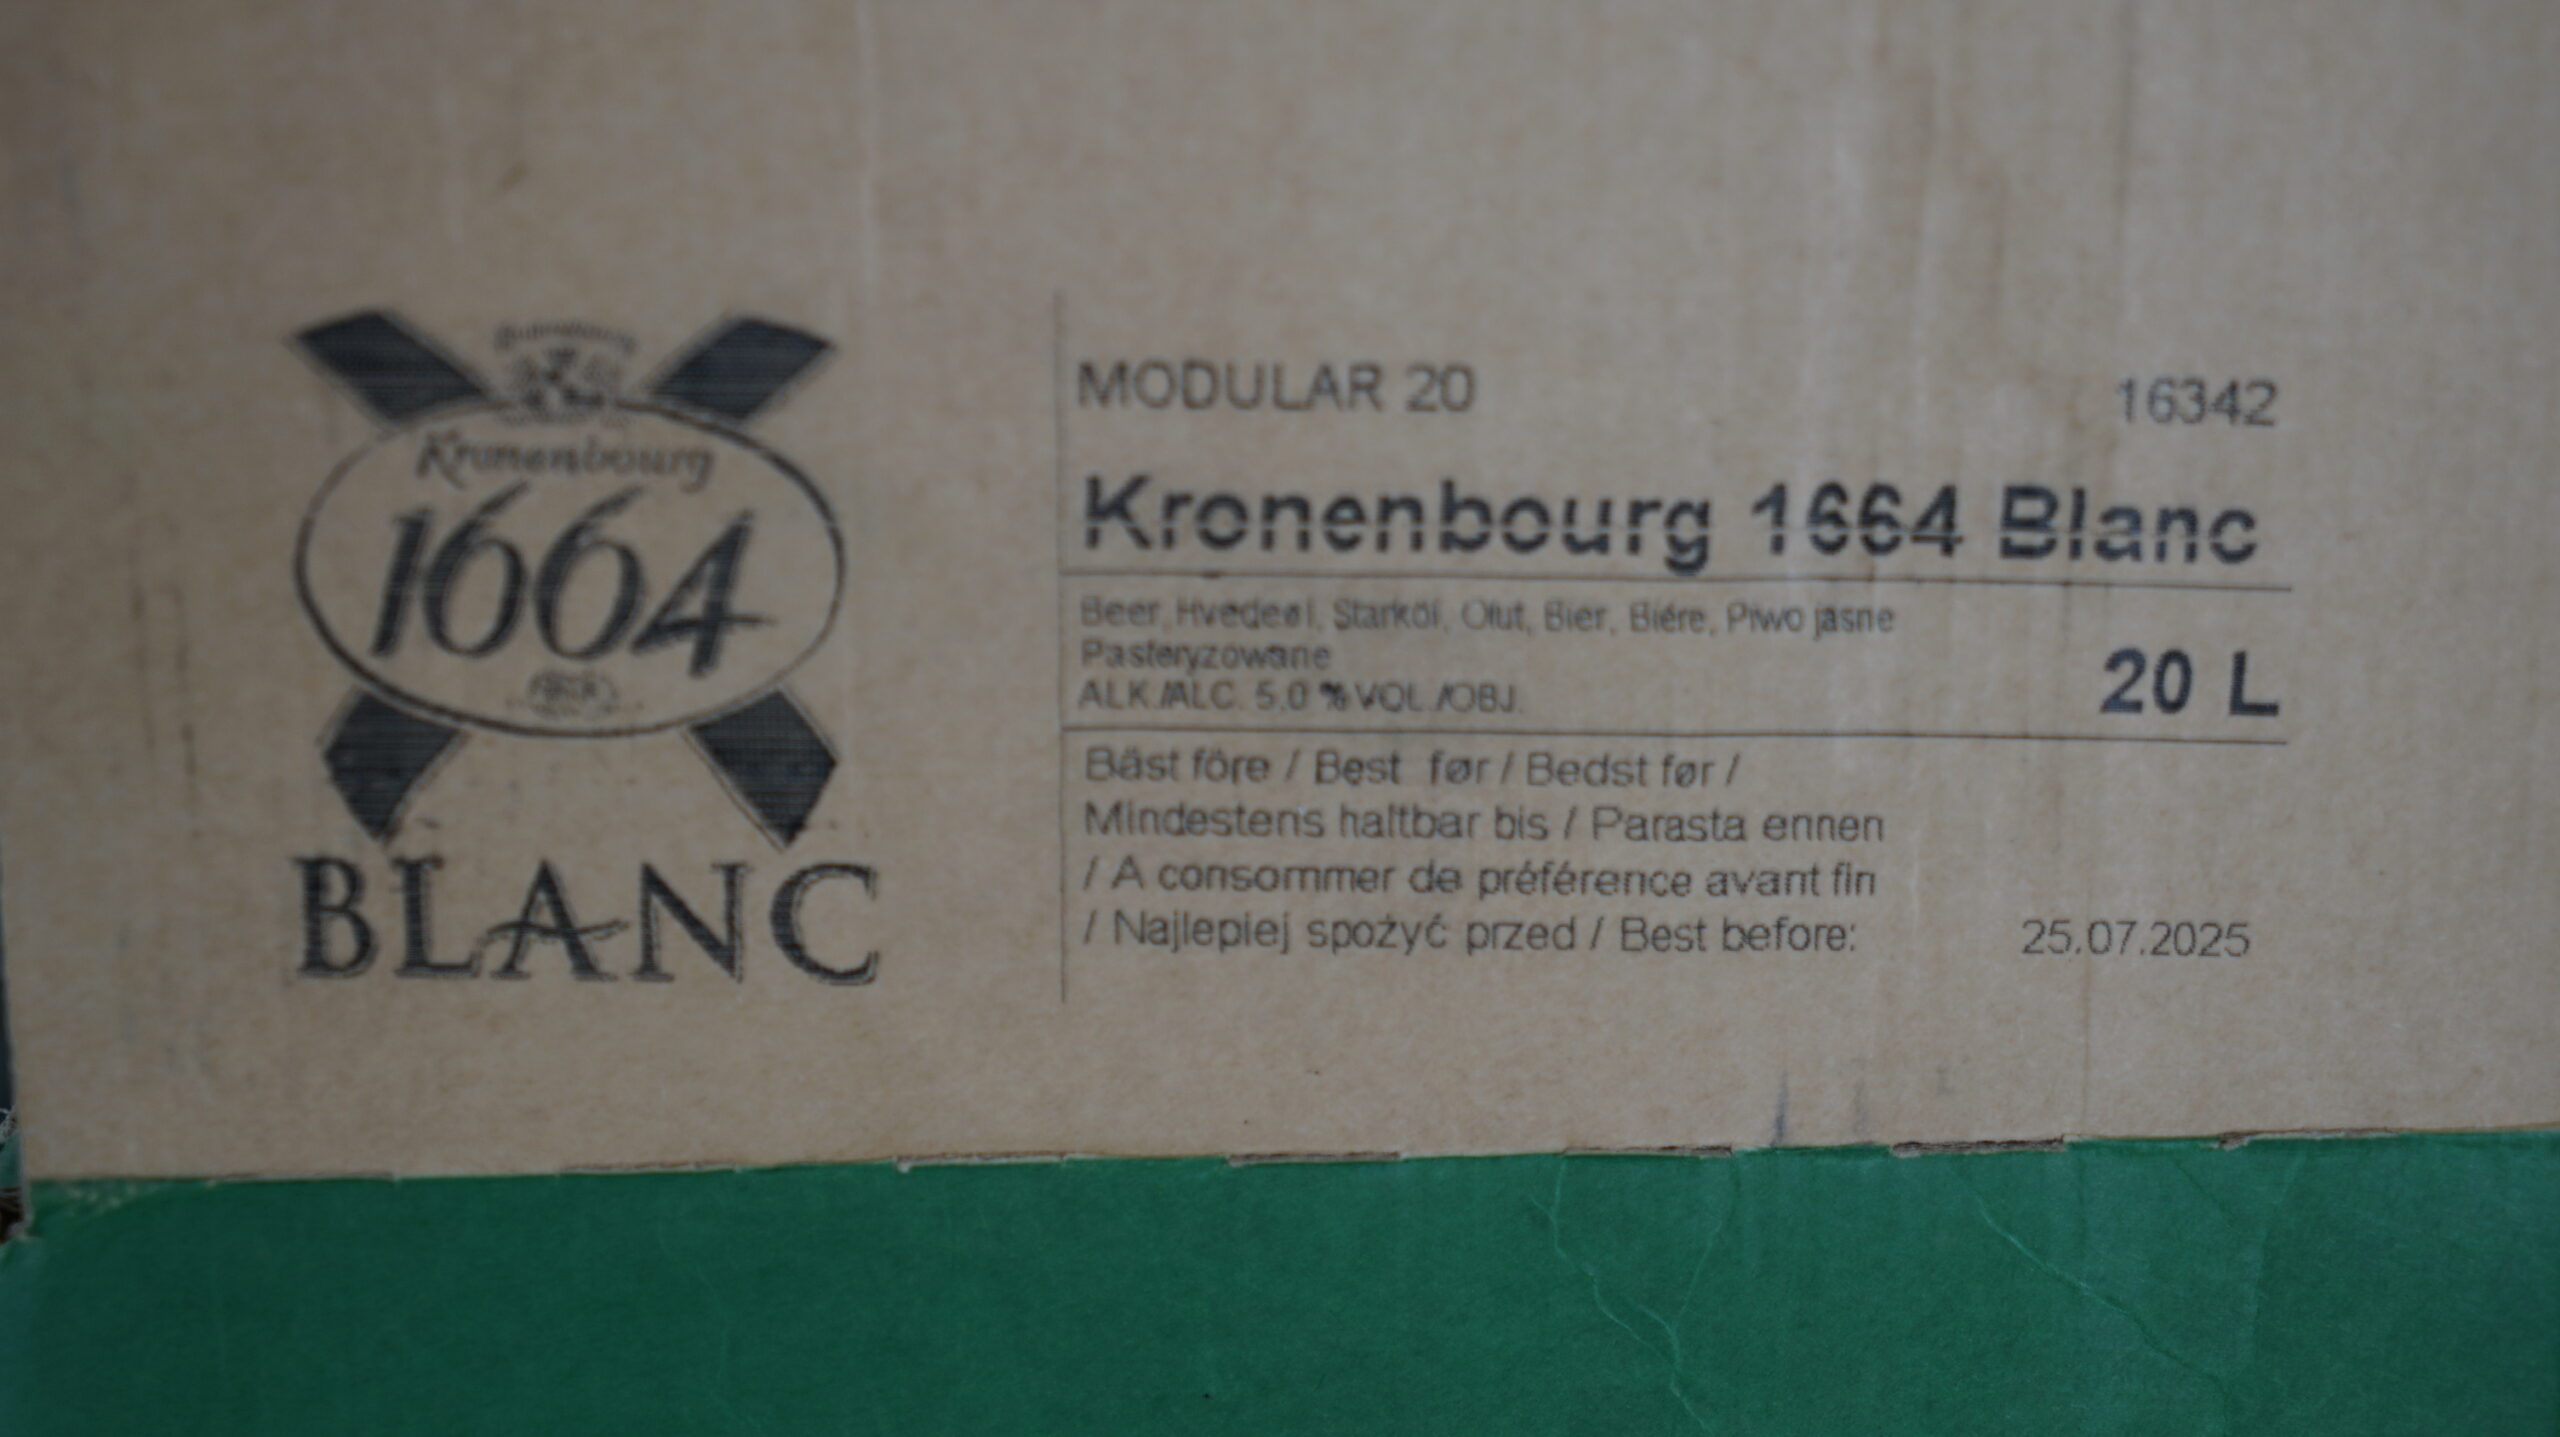 Kronenbourg
1664
BLANC
MODULAR 20
16342
Kronenbourg 1664 Blanc
Beer, Hvedeøl, Starköl, Olut, Bier, Biére, Piwo jasne
Pasteryzowane
ALK./ALC. 5,0 % VOL./OBJ.
20 L
Bäst före / Best før / Bedst før /
Mindestens haltbar bis / Parasta ennen
/ A consommer de préférence avant fin
/ Najlepiej spożyć przed / Best before:
25.07.2025